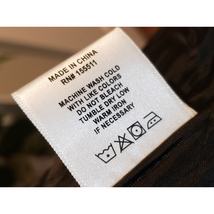 MADE IN CHINA
RN# 155511
MACHINE WASH COLD
WITH LIKE COLORS
DO NOT BLEACH
TUMBLE DRY LOW
WARM IRON
IF NECESSARY